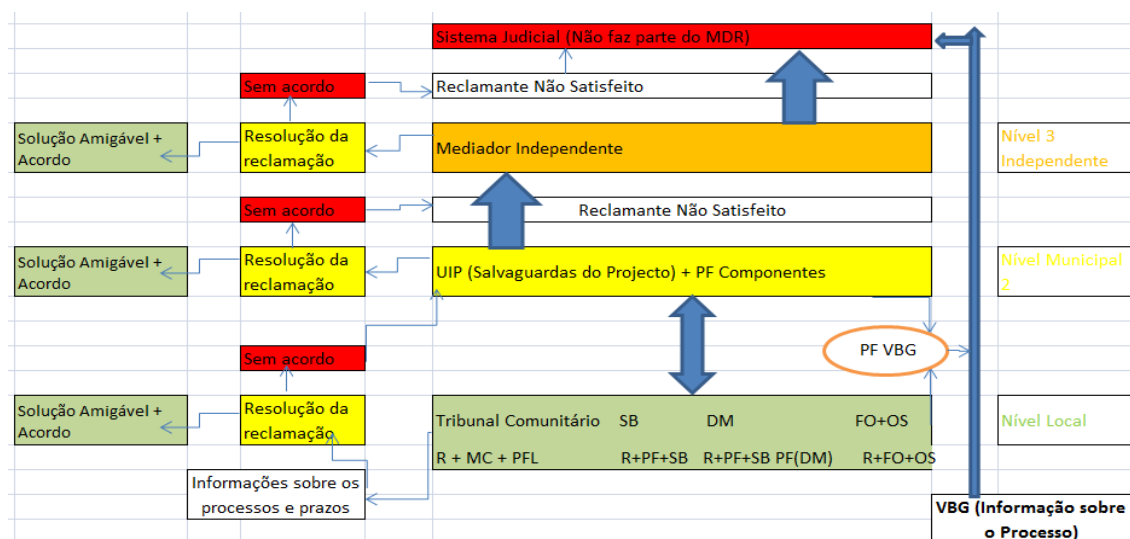 Sistema Judicial (Não faz parte do MDR)
Sem acordo
Reclamante Não Satisfeito
Solução Amigável +
Acordo
Resolução da
reclamação
Mediador Independente
Nível 3
Independente
Sem acordo
Reclamante Não Satisfeito
Solução Amigável +
Acordo
Resolução da
reclamação
UIP (Salvaguardas do Projecto) + PF Componentes
Nível Municipal
2
Sem acordo
PF VBG
Solução Amigável +
Acordo
Resolução da
reclamação
Tribunal Comunitário SB DM FO+OS
R + MC + PFL R+PF+SB R+PF+SB PF(DM) R+FO+OS
Nível Local
Informações sobre os
processos e prazos
VBG (Informação sobre
o Processo)